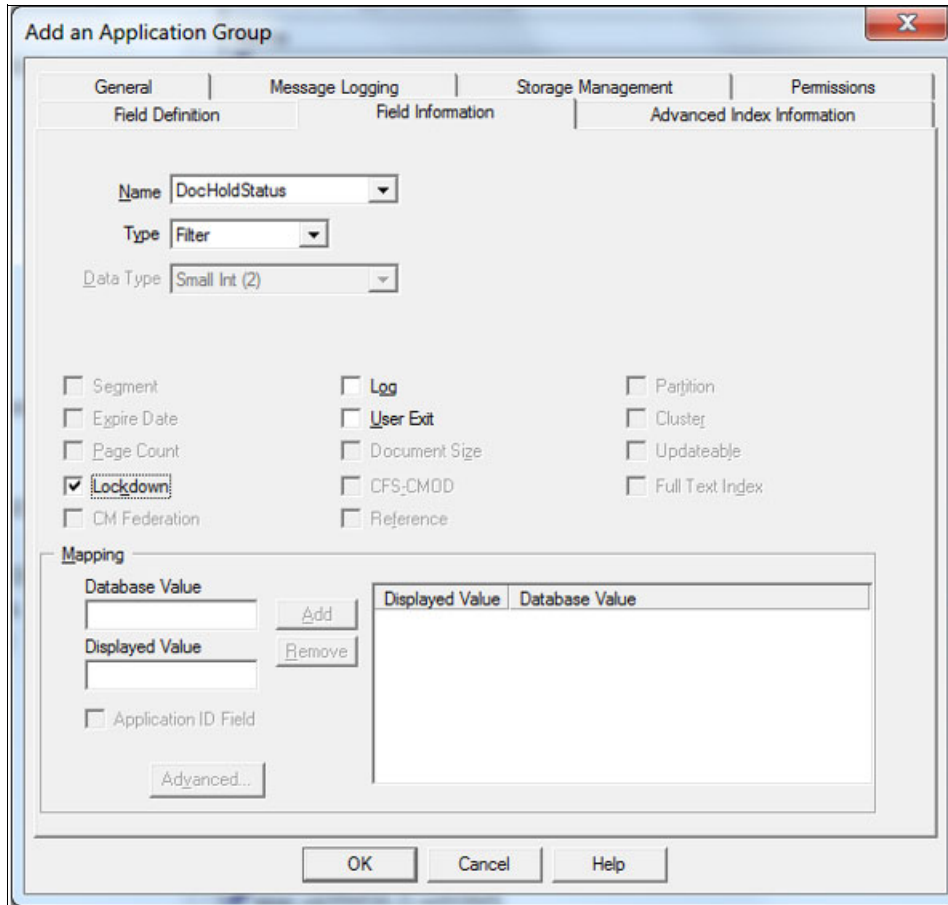 Add an Application Group
General Message Logging Storage Management Permissions
Field Definition Field Information Advanced Index Information
Name DocHoldStatus
Type Filter
Data Type Small Int (2)
Segment Log Partition
Expire Date User Exit Cluster
Page Count Document Size Updateable
Lockdown CFS-CMOD Full Text Index
CM Federation Reference
Mapping
Database Value
Add
Displayed Value
Remove
Application ID Field
Advanced...
Displayed Value Database Value
OK Cancel Help